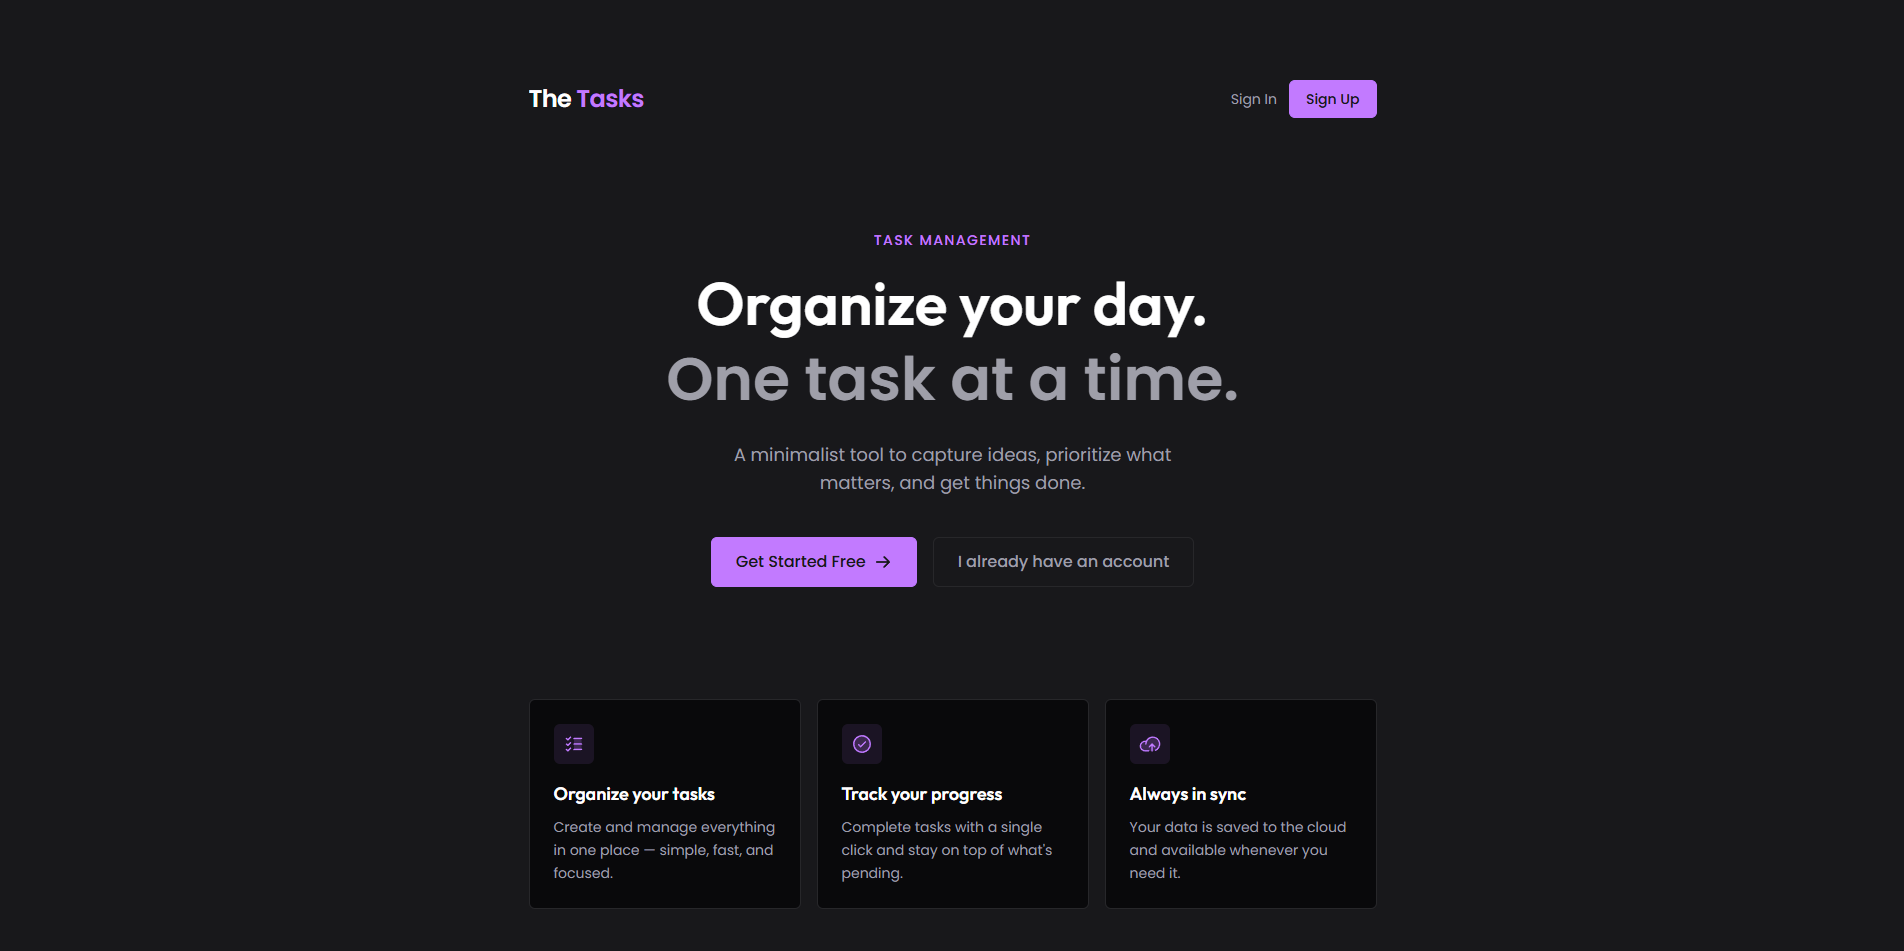 The Tasks
Sign In
Sign Up
TASK MANAGEMENT
Organize your day.
One task at a time.
A minimalist tool to capture ideas, prioritize what
matters, and get things done.
Get Started Free
I already have an account
Organize your tasks
Create and manage everything
in one place — simple, fast, and
focused.
Track your progress
Complete tasks with a single
click and stay on top of what's
pending.
Always in sync
Your data is saved to the cloud
and available whenever you
need it.